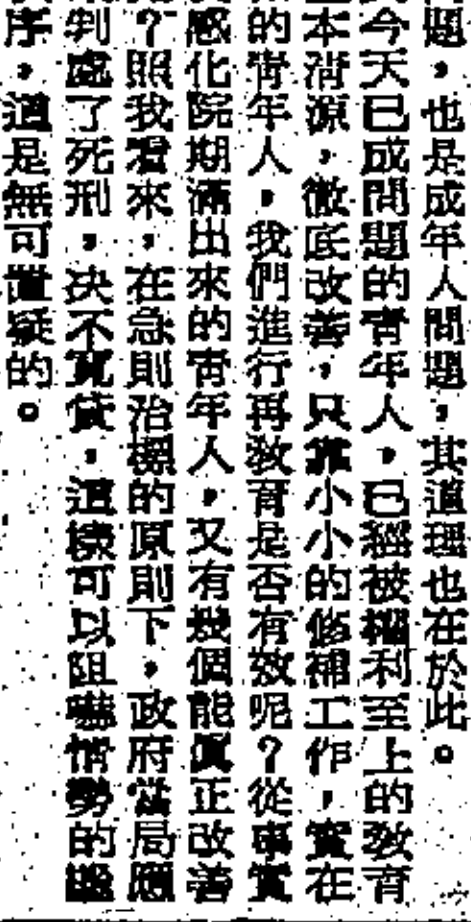 題，也是成年人問題，其道理也在於此。
今天已成問題的青年人，已經被權利至上的教育
本清源，徹底改善，只靠小小的修補工作，實在
的青年人，我們進行再教育是否有效呢？從事實
感化院期滿出來的青年人，又有幾個能眞正改善
？照我看來，在急則治標的原則下，政府當局應
判處了死刑，決不寬貸，這樣可以阻嚇情勢的
序，這是無可置疑的。